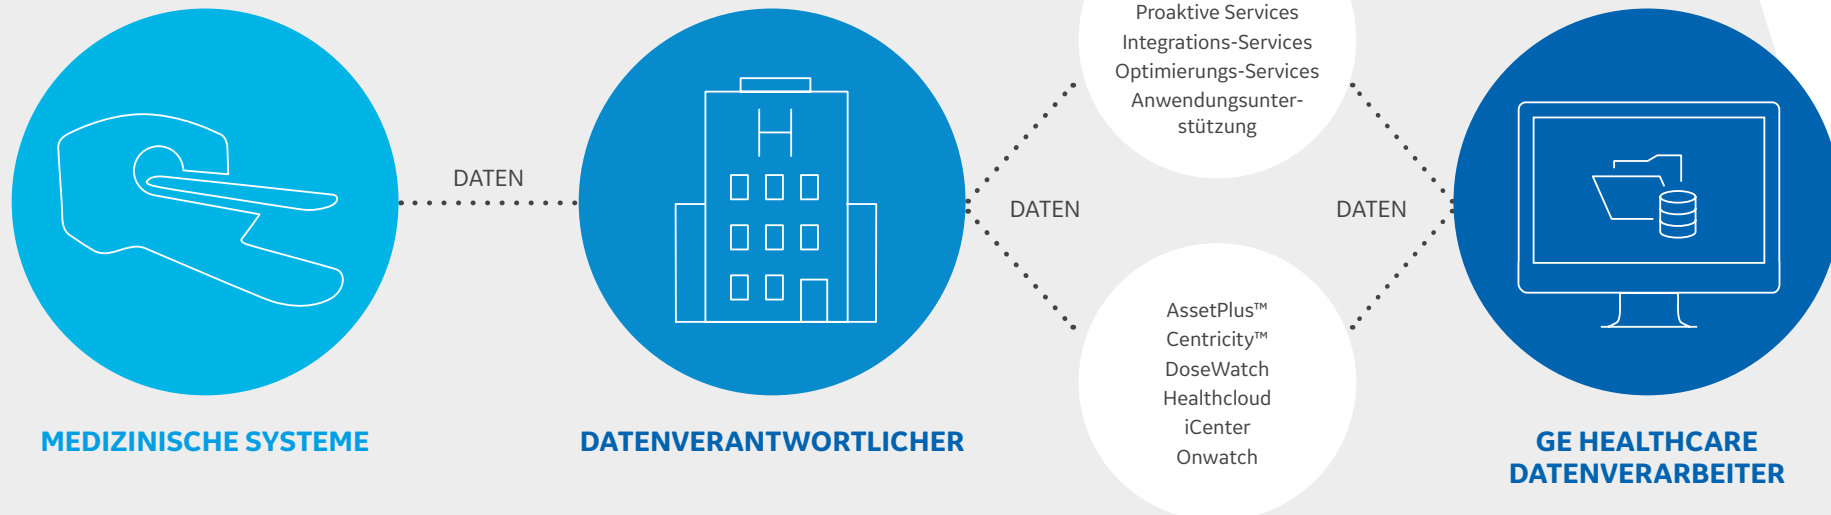 Proaktive Services
Integrations-Services
Optimierungs-Services
Anwendungsunter-
stützung
DATEN
DATEN
DATEN
AssetPlus™
Centricity™
DoseWatch
Healthcloud
iCenter
Onwatch
MEDIZINISCHE SYSTEME
DATENVERANTWORTLICHER
GE HEALTHCARE
DATENVERARBEITER